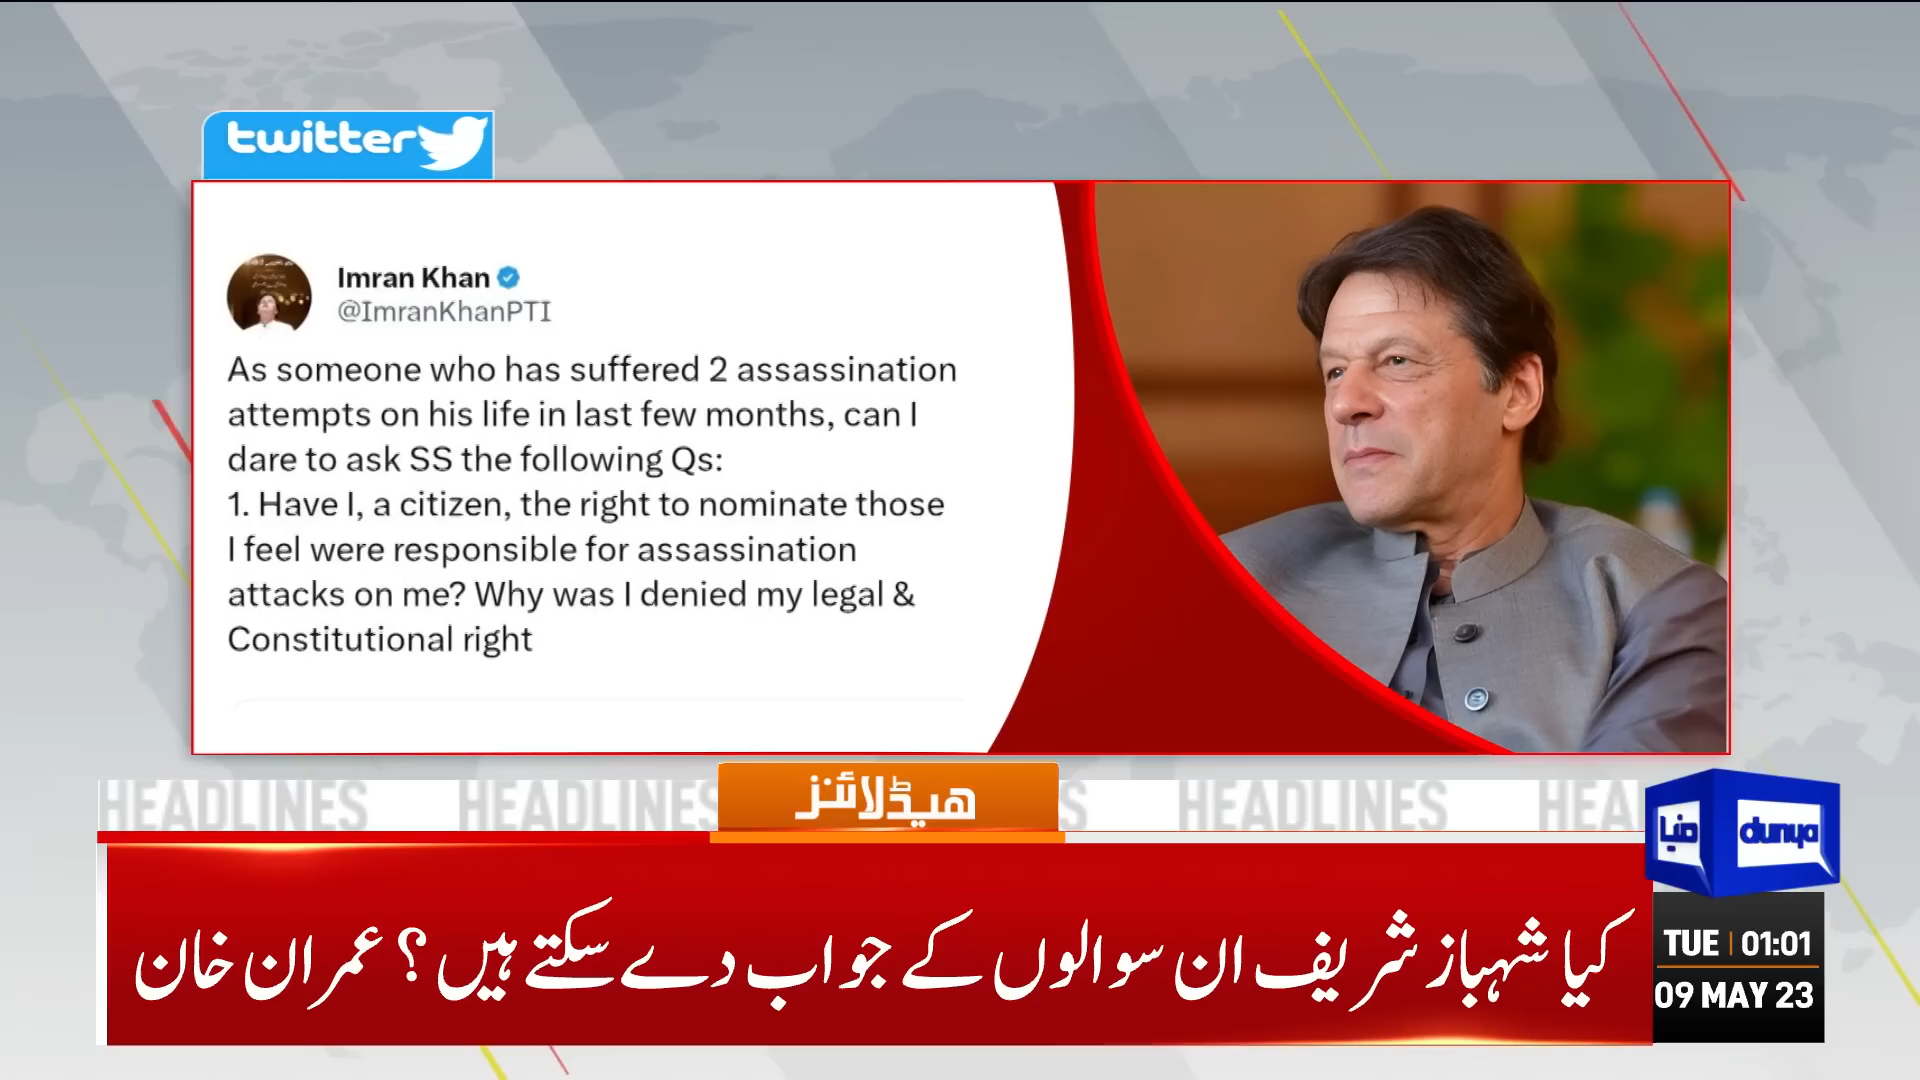 twitter
Imran Khan
@ImranKhanPTI
As someone who has suffered 2 assassination
attempts on his life in last few months, can I
dare to ask SS the following Qs:
1. Have I, a citizen, the right to nominate those
I feel were responsible for assassination
attacks on me? Why was I denied my legal &
Constitutional right
HEADLINES HEADLINES HEADLINES
ھیڈلائنز
دنیا dunya
کیا شہباز شریف ان سوالوں کے جواب دے سکتے ہیں؟ عمران خان
TUE 01:01
09 MAY 23